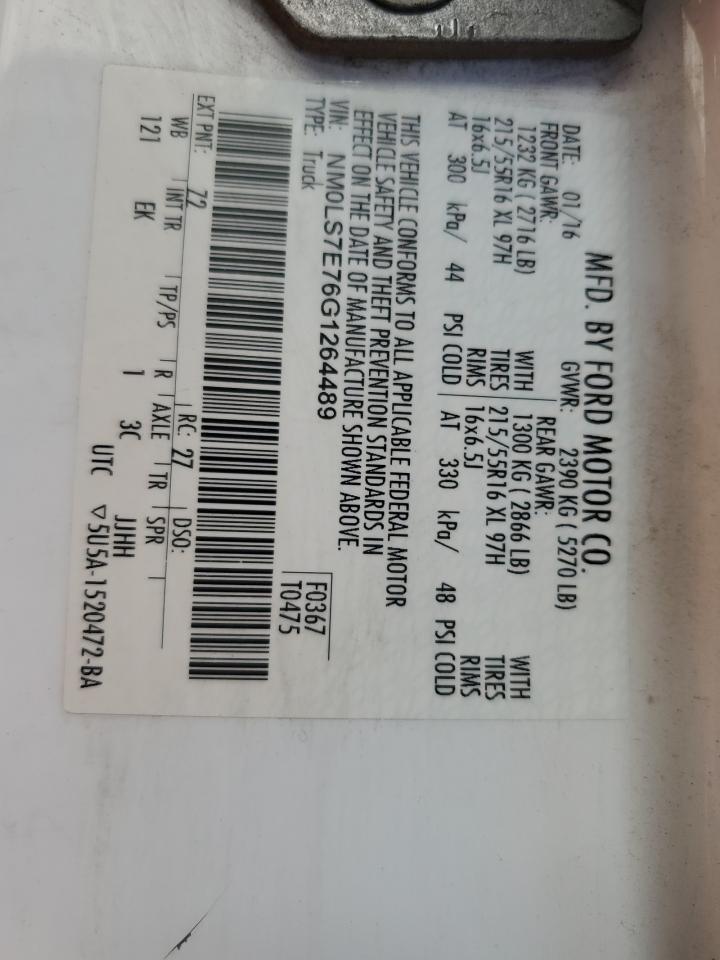 MFD. BY FORD MOTOR CO.
DATE: 01/16 GVWR: 2390 KG ( 5270 LB)
FRONT GAWR: REAR GAWR:
1232 KG ( 2716 LB) WITH 1300 KG ( 2866 LB) WITH
215/55R16 XL 97H TIRES 215/55R16 XL 97H TIRES
16x6.5J RIMS 16x6.5J RIMS
AT 300 kPa/ 44 PSI COLD AT 330 kPa/ 48 PSI COLD
THIS VEHICLE CONFORMS TO ALL APPLICABLE FEDERAL MOTOR
VEHICLE SAFETY AND THEFT PREVENTION STANDARDS IN
EFFECT ON THE DATE OF MANUFACTURE SHOWN ABOVE.
VIN: NM0LS7E76G1264489 F0367
TYPE: Truck T0475
EXT PNT: 72 RC: 27 DSO:
WB INT TR TP/PS R AXLE TR SPR
121 EK 1 3C JJHH
UTC ▽5U5A-1520472-BA